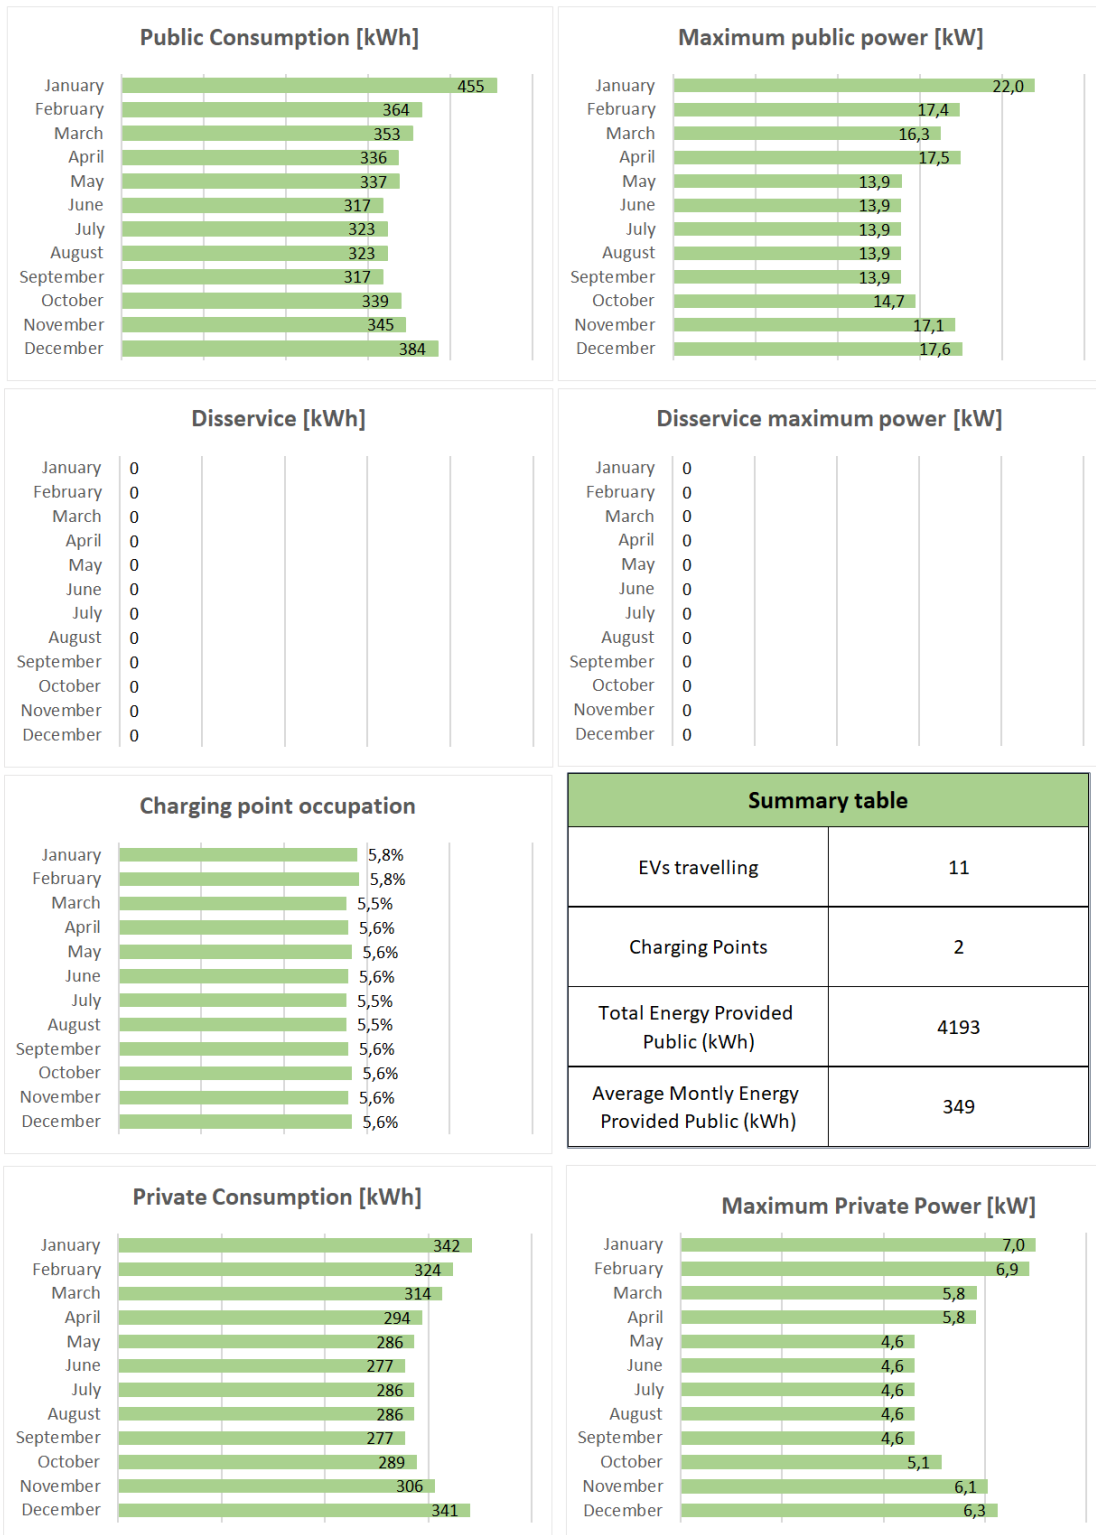 Public Consumption [kWh]
January 455
February 364
March 353
April 336
May 337
June 317
July 323
August 323
September 317
October 339
November 345
December 384
Maximum public power [kW]
January 22,0
February 17,4
March 16,3
April 17,5
May 13,9
June 13,9
July 13,9
August 13,9
September 13,9
October 14,7
November 17,1
December 17,6
Disservice [kWh]
January 0
February 0
March 0
April 0
May 0
June 0
July 0
August 0
September 0
October 0
November 0
December 0
Disservice maximum power [kW]
January 0
February 0
March 0
April 0
May 0
June 0
July 0
August 0
September 0
October 0
November 0
December 0
Charging point occupation
January 5,8%
February 5,8%
March 5,5%
April 5,6%
May 5,6%
June 5,6%
July 5,5%
August 5,5%
September 5,6%
October 5,6%
November 5,6%
December 5,6%
Summary table
EVs travelling 11
Charging Points 2
Total Energy Provided
Public (kWh) 4193
Average Montly Energy
Provided Public (kWh) 349
Private Consumption [kWh]
January 342
February 324
March 314
April 294
May 286
June 277
July 286
August 286
September 277
October 289
November 306
December 341
Maximum Private Power [kW]
January 7,0
February 6,9
March 5,8
April 5,8
May 4,6
June 4,6
July 4,6
August 4,6
September 4,6
October 5,1
November 6,1
December 6,3